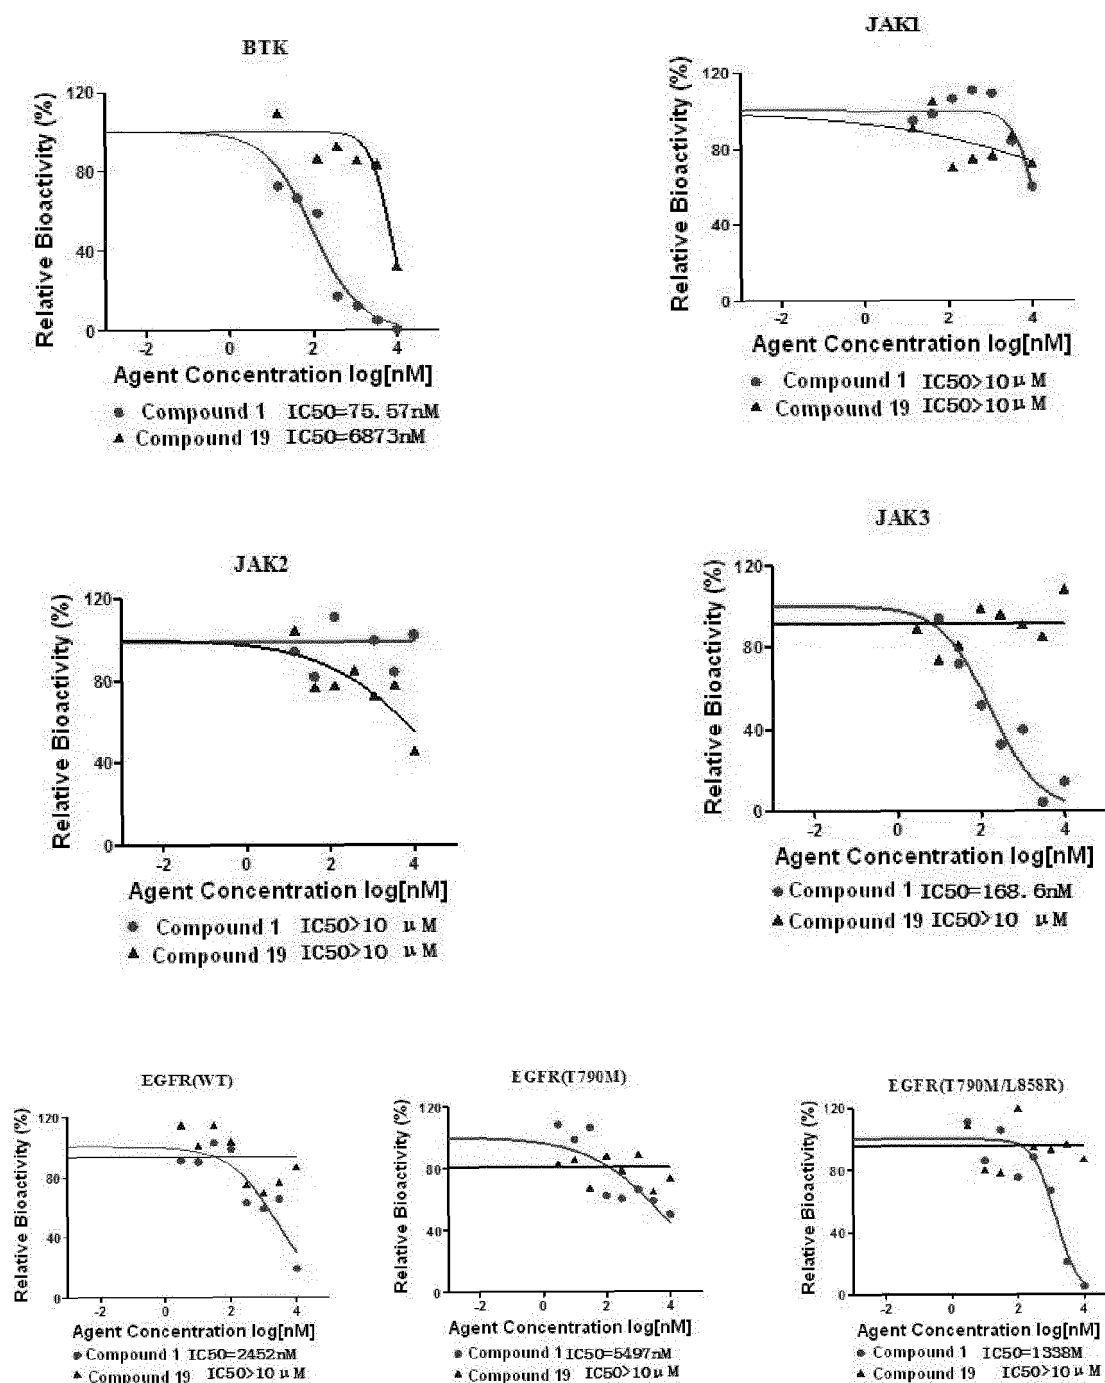 BTK
Relative Bioactivity (%)
120
80
40
0
-2 0 2 4
Agent Concentration log[nM]
Compound 1 IC50=75.57nM
Compound 19 IC50=6873nM
JAK1
Relative Bioactivity (%)
120
80
40
0
-2 0 2 4
Agent Concentration log[nM]
Compound 1 IC50>10μM
Compound 19 IC50>10μM
JAK2
Relative Bioactivity (%)
120
80
40
0
-2 0 2 4
Agent Concentration log[nM]
Compound 1 IC50>10 μM
Compound 19 IC50>10 μM
JAK3
Relative Bioactivity (%)
120
80
40
0
-2 0 2 4
Agent Concentration log[nM]
Compound 1 IC50=168.6nM
Compound 19 IC50>10 μM
EGFR(WT)
Relative Bioactivity (%)
120
80
40
0
-2 0 2 4
Agent Concentration log[nM]
Compound 1 IC50=2452nM
Compound 19 IC50>10μM
EGFR(T790M)
Relative Bioactivity (%)
120
80
40
0
-2 0 2 4
Agent Concentration log[nM]
Compound 1 IC50=5497nM
Compound 19 IC50>10μM
EGFR(T790M/L858R)
Relative Bioactivity (%)
120
80
40
0
-2 0 2 4
Agent Concentration log[nM]
Compound 1 IC50=1338M
Compound 19 IC50>10μM